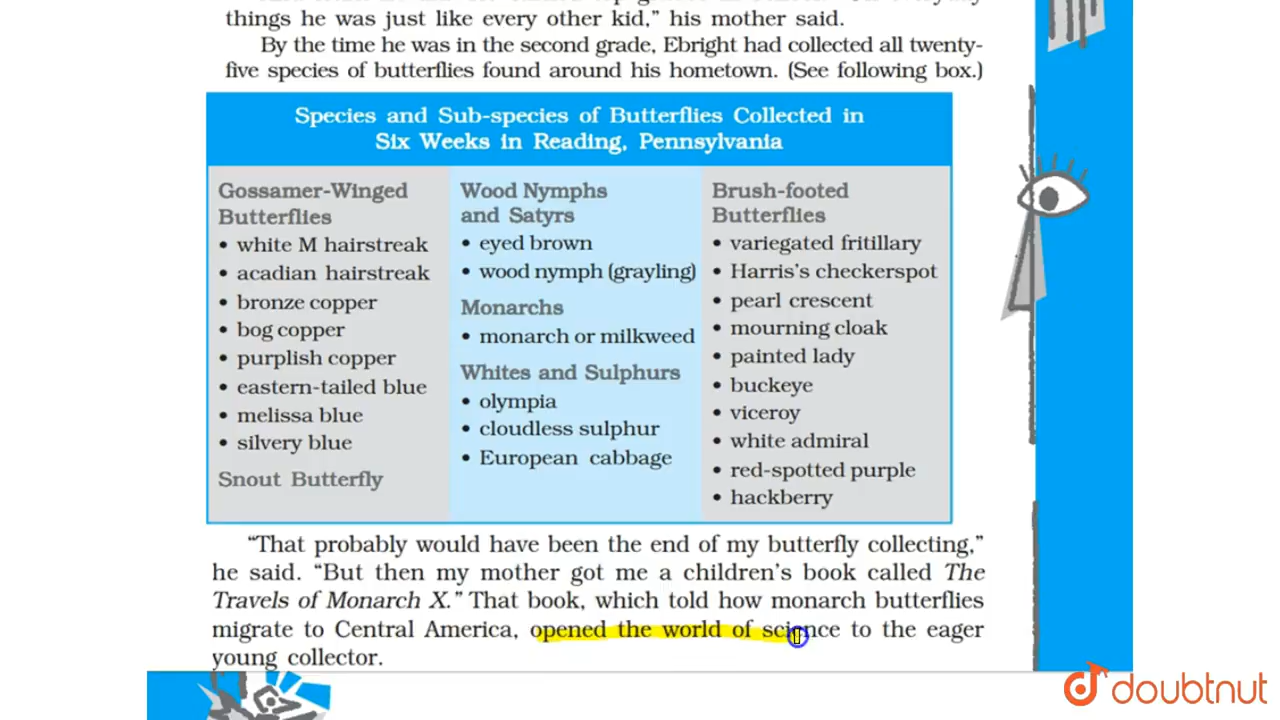 things he was just like every other kid,” his mother said.
By the time he was in the second grade, Ebright had collected all twenty-
five species of butterflies found around his hometown. (See following box.)
Species and Sub-species of Butterflies Collected in
Six Weeks in Reading, Pennsylvania
Gossamer-Winged
Butterflies
• white M hairstreak
• acadian hairstreak
• bronze copper
• bog copper
• purplish copper
• eastern-tailed blue
• melissa blue
• silvery blue
Snout Butterfly
Wood Nymphs
and Satyrs
• eyed brown
• wood nymph (grayling)
Monarchs
• monarch or milkweed
Whites and Sulphurs
• olympia
• cloudless sulphur
• European cabbage
Brush-footed
Butterflies
• variegated fritillary
• Harris’s checkerspot
• pearl crescent
• mourning cloak
• painted lady
• buckeye
• viceroy
• white admiral
• red-spotted purple
• hackberry
“That probably would have been the end of my butterfly collecting,”
he said. “But then my mother got me a children’s book called The
Travels of Monarch X.” That book, which told how monarch butterflies
migrate to Central America, opened the world of science to the eager
young collector.
doubtnut